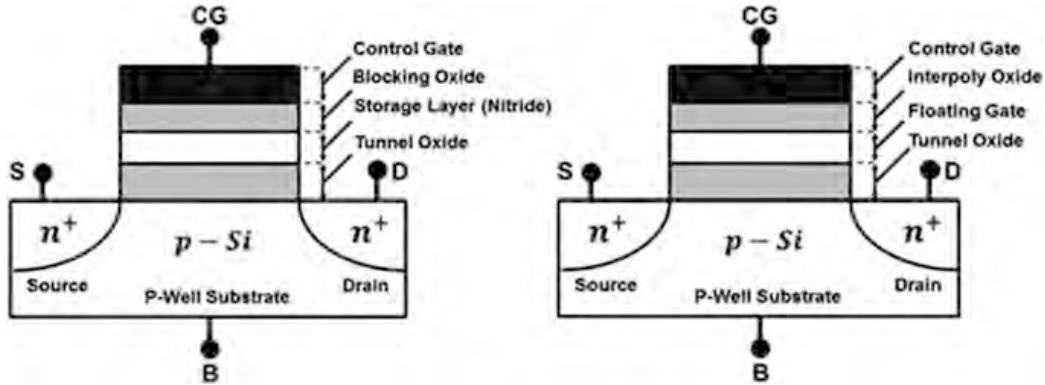 CG
Control Gate
Blocking Oxide
Storage Layer (Nitride)
Tunnel Oxide
S
D
n+
p – Si
n+
Source
Drain
P-Well Substrate
B
CG
Control Gate
Interpoly Oxide
Floating Gate
Tunnel Oxide
S
D
n+
p – Si
n+
Source
Drain
P-Well Substrate
B